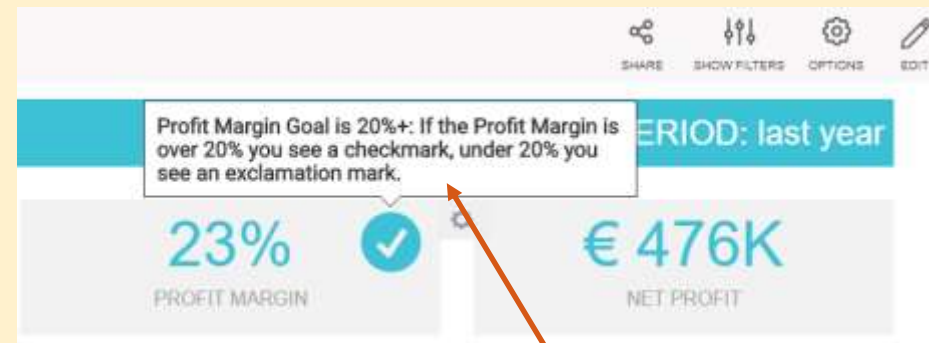 SHARE SHOW FILTERS OPTIONS EDIT
Profit Margin Goal is 20%+: If the Profit Margin is
over 20% you see a checkmark, under 20% you
see an exclamation mark.
ERIOD: last year
23%
PROFIT MARGIN
€ 476K
NET PROFIT